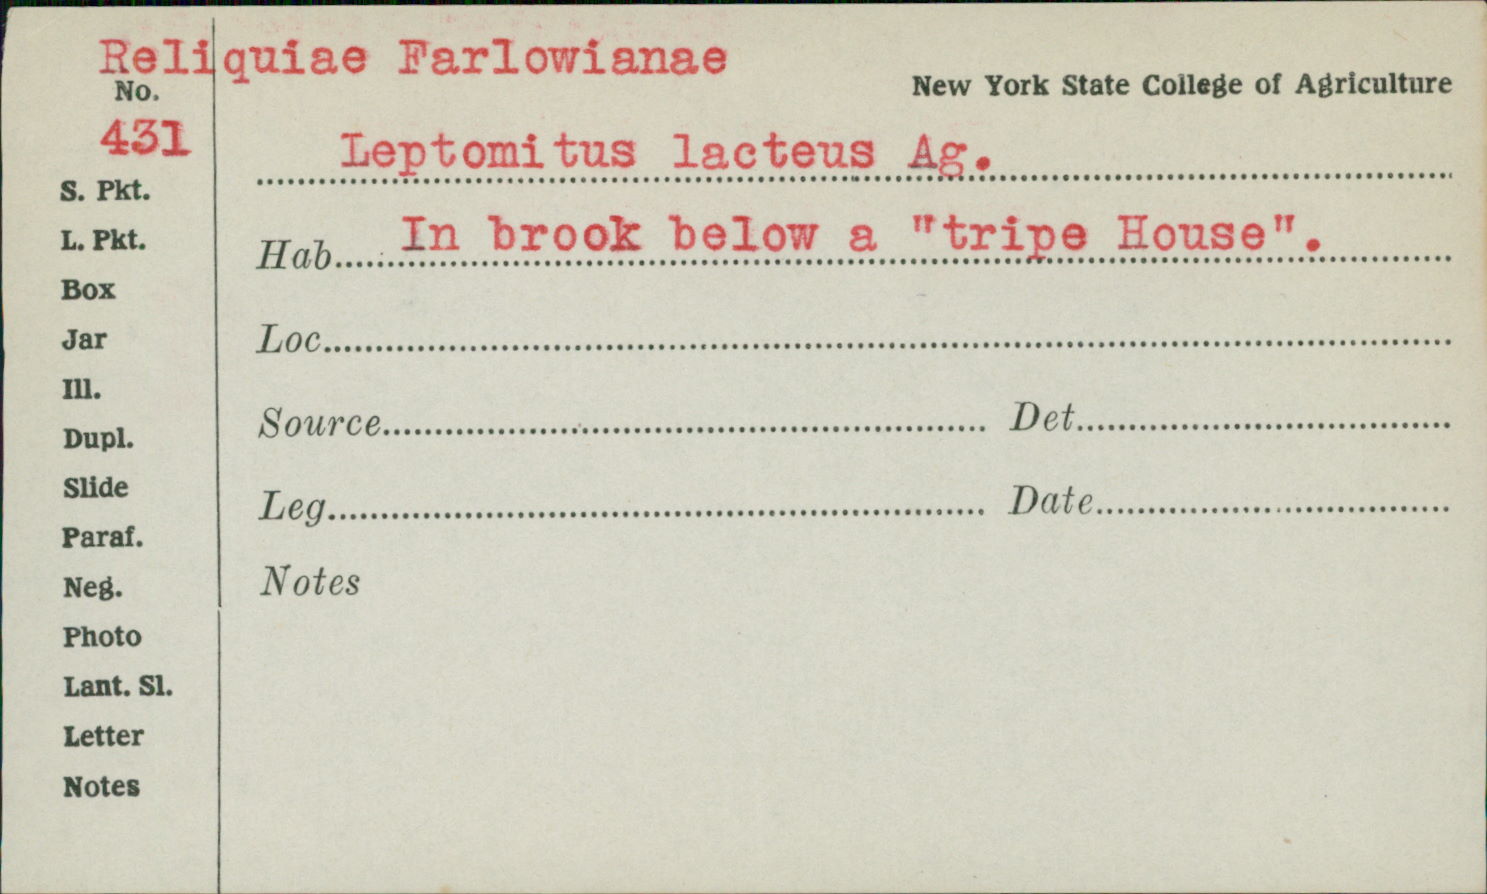 Reliquiae Farlowianae
No.
New York State College of Agriculture
431
Leptomitus lacteus Ag.
S. Pkt.
L. Pkt.
Hab. In brook below a "tripe House".
Box
Jar
Loc.
Ill.
Source Det.
Dupl.
Slide
Leg. Date
Paraf.
Neg.
Notes
Photo
Lant. Sl.
Letter
Notes